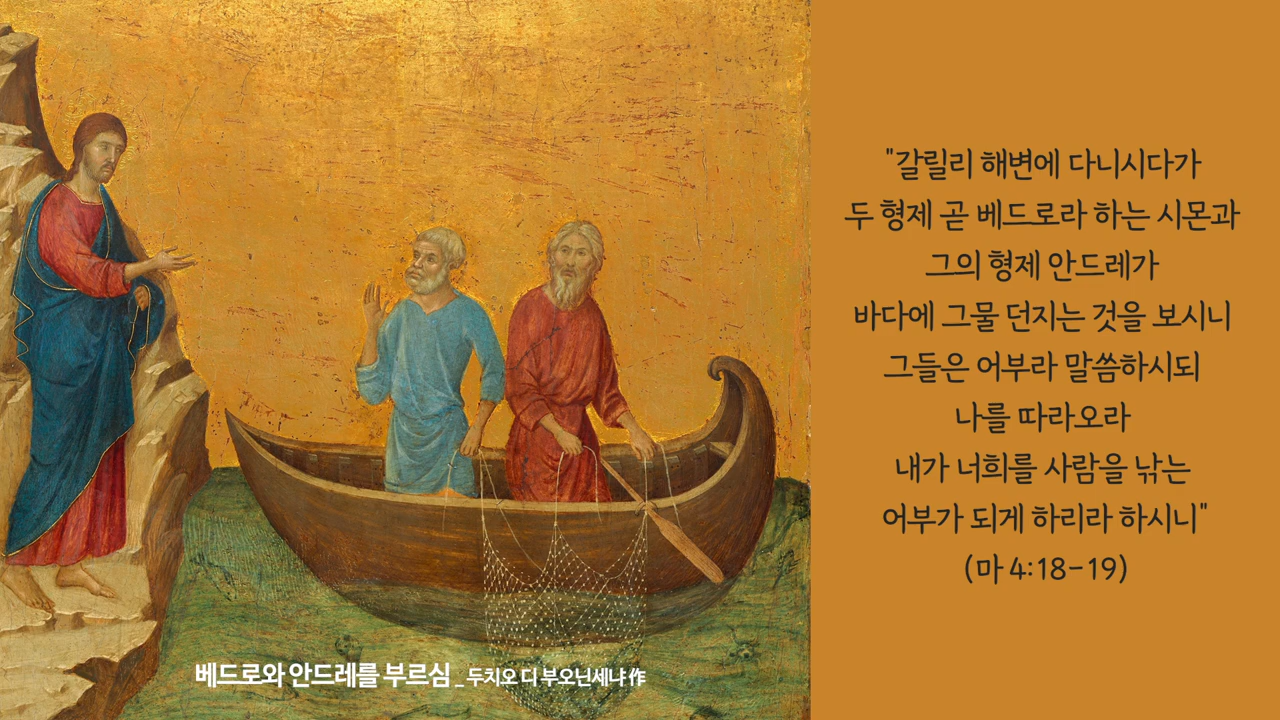 "갈릴리 해변에 다니시다가
두 형제 곧 베드로라 하는 시몬과
그의 형제 안드레가
바다에 그물 던지는 것을 보시니
그들은 어부라 말씀하시되
나를 따라오라
내가 너희를 사람을 낚는
어부가 되게 하리라 하시니"
(마 4:18-19)
베드로와 안드레를 부르심 _ 두치오 디 부오닌세냐 作